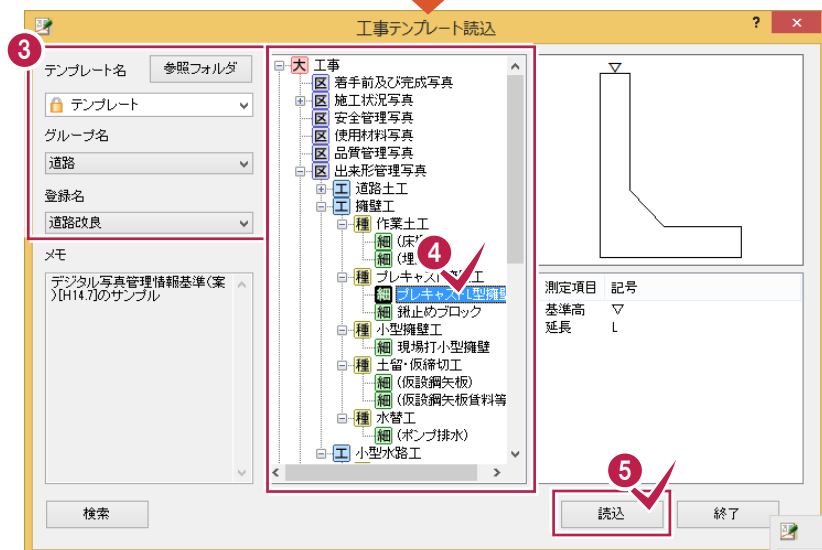 工事テンプレート読込
? ×
3
テンプレート名 参照フォルダ
テンプレート
グループ名
道路
登録名
道路改良
メモ
デジタル写真管理情報基準(案
)[H14.7]のサンプル
大 工事
区 着手前及び完成写真
区 施工状況写真
区 安全管理写真
区 使用材料写真
区 品質管理写真
区 出来形管理写真
工 道路土工
工 擁壁工
種 作業土工
細 (床
細 (埋
4
種 プレキャスト 工
細 プレキャストL型擁壁
細 鍬止めブロック
種 小型擁壁工
細 現場打小型擁壁
種 土留・仮締切工
細 (仮設鋼矢板)
細 (仮設鋼矢板賃料等
種 水替工
細 (ポンプ排水)
工 小型水路工
測定項目 記号
基準高 ▽
延長 L
5
検索 読込 終了